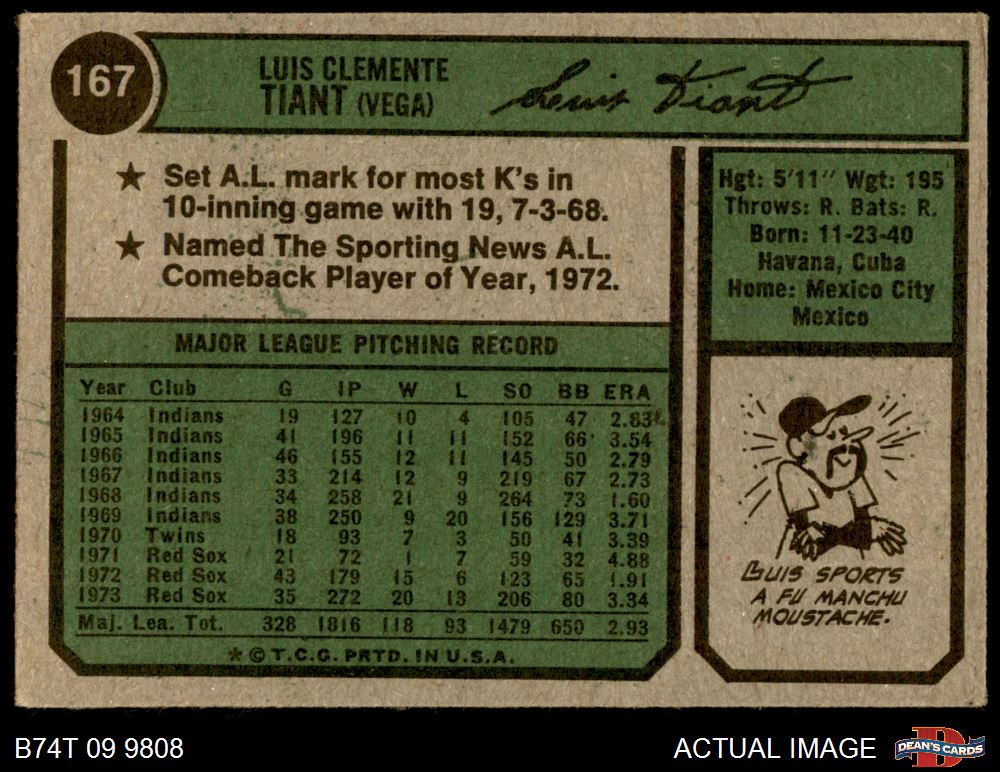 167
LUIS CLEMENTE
TIANT (VEGA)
Luis Tiant
★ Set A.L. mark for most K's in
10-inning game with 19, 7-3-68.
★ Named The Sporting News A.L.
Comeback Player of Year, 1972.
Hgt: 5'11" Wgt: 195
Throws: R. Bats: R.
Born: 11-23-40
Havana, Cuba
Home: Mexico City
Mexico
MAJOR LEAGUE PITCHING RECORD
Year Club G IP W L SO BB ERA
1964 Indians 19 127 10 4 105 47 2.83
1965 Indians 41 196 11 11 152 66 3.54
1966 Indians 46 155 12 11 145 50 2.79
1967 Indians 33 214 12 9 219 67 2.73
1968 Indians 34 258 21 9 264 73 1.60
1969 Indians 38 250 9 20 156 129 3.71
1970 Twins 18 93 7 3 50 41 3.39
1971 Red Sox 21 72 1 7 59 32 4.88
1972 Red Sox 43 179 15 6 123 65 1.91
1973 Red Sox 35 272 20 13 206 80 3.34
Maj. Lea. Tot. 328 1816 118 93 1479 650 2.93
* © T.C.G. PRTD. IN U.S.A.
LUIS SPORTS
A FU MANCHU
MOUSTACHE.
B74T 09 9808
ACTUAL IMAGE
DEAN'S CARDS